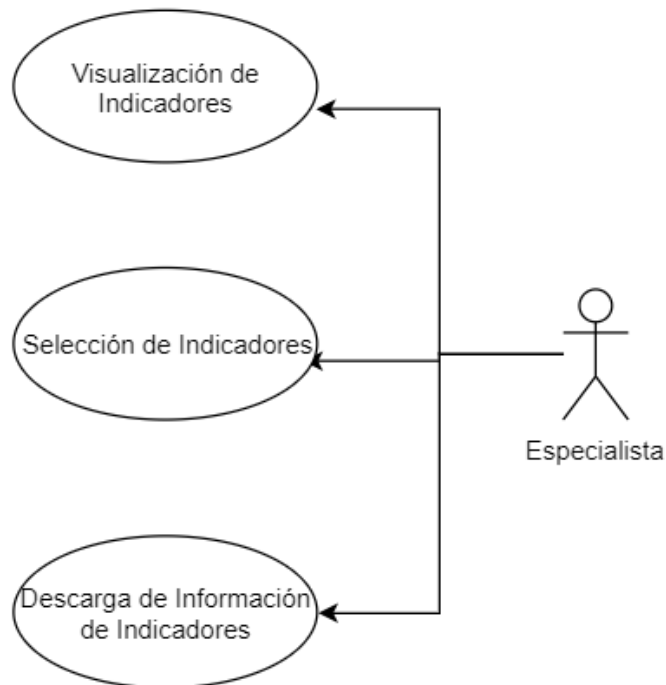 Visualización de
Indicadores
Selección de Indicadores
Especialista
Descarga de Información
de Indicadores